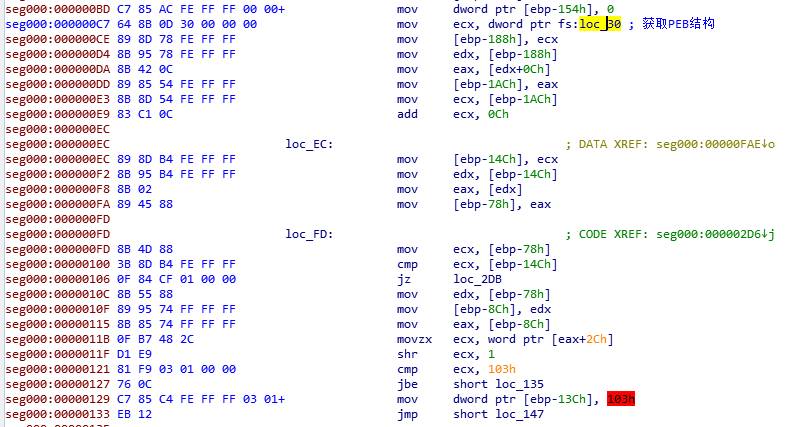 seg000:000000BD C7 85 AC FE FF FF 00 00+ mov dword ptr [ebp-154h], 0
seg000:000000C7 64 8B 0D 30 00 00 00 mov ecx, dword ptr fs:loc_30 ; 获取PEB结构
seg000:000000CE 89 8D 78 FE FF FF mov [ebp-188h], ecx
seg000:000000D4 8B 95 78 FE FF FF mov edx, [ebp-188h]
seg000:000000DA 8B 42 0C mov eax, [edx+0Ch]
seg000:000000DD 89 85 54 FE FF FF mov [ebp-1ACh], eax
seg000:000000E3 8B 8D 54 FE FF FF mov ecx, [ebp-1ACh]
seg000:000000E9 83 C1 0C add ecx, 0Ch
seg000:000000EC
seg000:000000EC loc_EC: ; DATA XREF: seg000:00000FAE↓o
seg000:000000EC 89 8D B4 FE FF FF mov [ebp-14Ch], ecx
seg000:000000F2 8B 95 B4 FE FF FF mov edx, [ebp-14Ch]
seg000:000000F8 8B 02 mov eax, [edx]
seg000:000000FA 89 45 88 mov [ebp-78h], eax
seg000:000000FD
seg000:000000FD loc_FD: ; CODE XREF: seg000:000002D6↓j
seg000:000000FD 8B 4D 88 mov ecx, [ebp-78h]
seg000:00000100 3B 8D B4 FE FF FF cmp ecx, [ebp-14Ch]
seg000:00000106 0F 84 CF 01 00 00 jz loc_2DB
seg000:0000010C 8B 55 88 mov edx, [ebp-78h]
seg000:0000010F 89 95 74 FF FF FF mov [ebp-8Ch], edx
seg000:00000115 8B 85 74 FF FF FF mov eax, [ebp-8Ch]
seg000:0000011B 0F B7 48 2C movzx ecx, word ptr [eax+2Ch]
seg000:0000011F D1 E9 shr ecx, 1
seg000:00000121 81 F9 03 01 00 00 cmp ecx, 103h
seg000:00000127 76 0C jbe short loc_135
seg000:00000129 C7 85 C4 FE FF FF 03 01+ mov dword ptr [ebp-13Ch], 103h
seg000:00000133 EB 12 jmp short loc_147